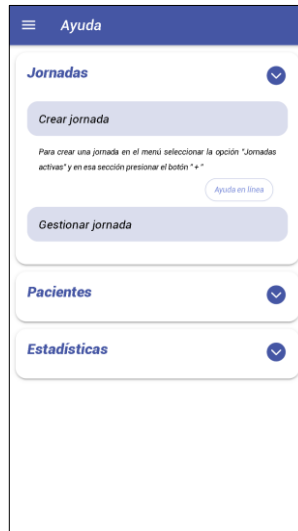 Ayuda
Jornadas
Crear jornada
Para crear una jornada en el menú seleccionar la opción "Jornadas
activas" y en esa sección presionar el botón " + "
Ayuda en línea
Gestionar jornada
Pacientes
Estadísticas